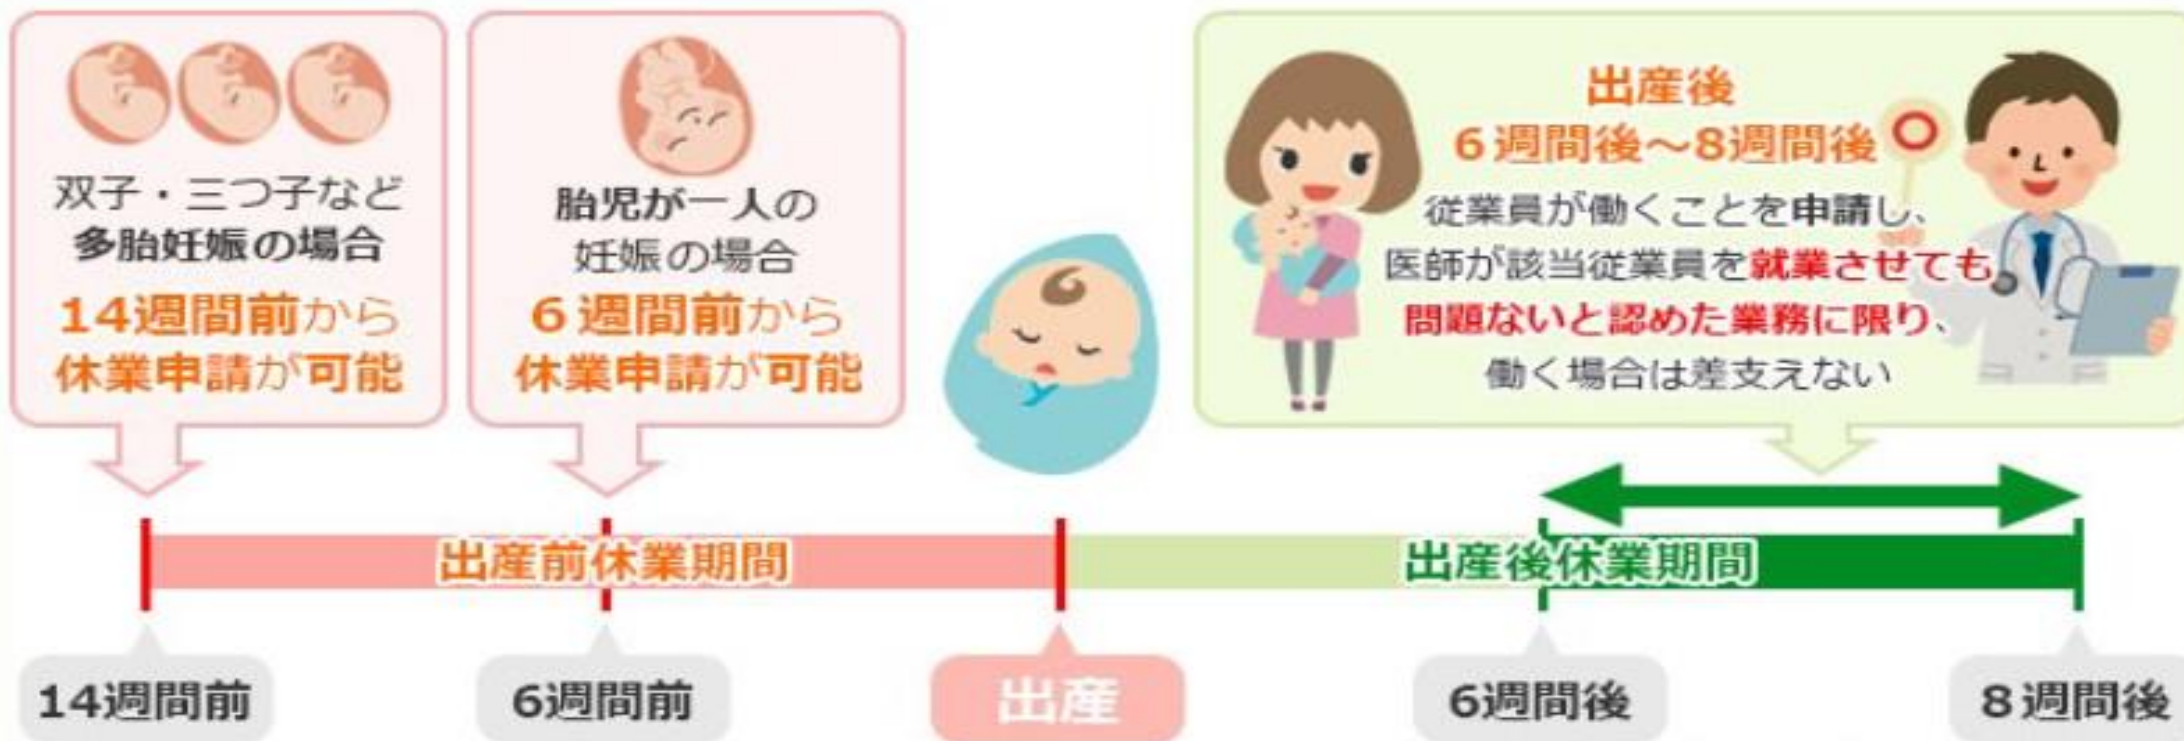 双子・三つ子など
多胎妊娠の場合
14週間前から
休業申請が可能
胎児が一人の
妊娠の場合
6週間前から
休業申請が可能
出産後
6週間後～8週間後
従業員が働くことを申請し、
医師が該当従業員を就業させても
問題ないと認めた業務に限り、
働く場合は差支えない
出産前休業期間
出産後休業期間
14週間前
6週間前
出産
6週間後
8週間後